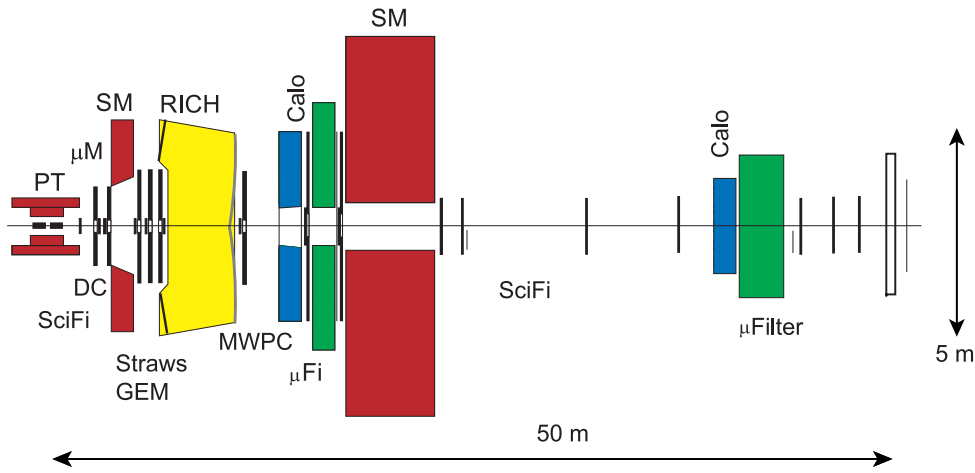 SM
Calo
SM
RICH
μM
PT
Calo
DC
SciFi
SciFi
MWPC
μFilter
Straws
GEM
μFi
5 m
50 m